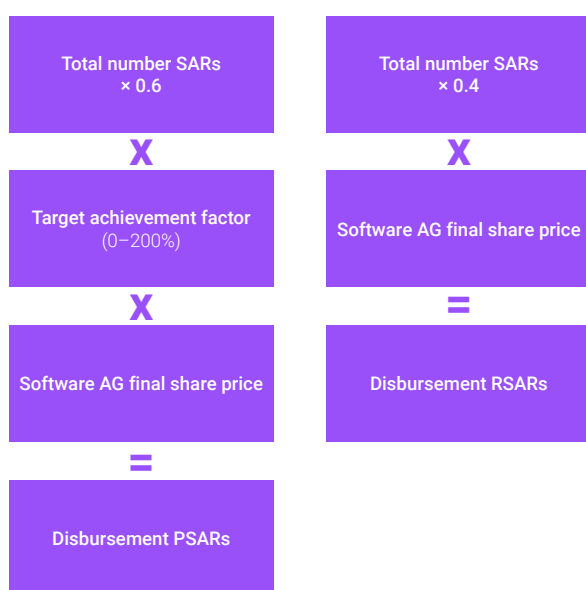 Total number SARs
× 0.6
X
Target achievement factor
(0–200%)
X
Software AG final share price
=
Disbursement PSARs
Total number SARs
× 0.4
X
Software AG final share price
=
Disbursement RSARs